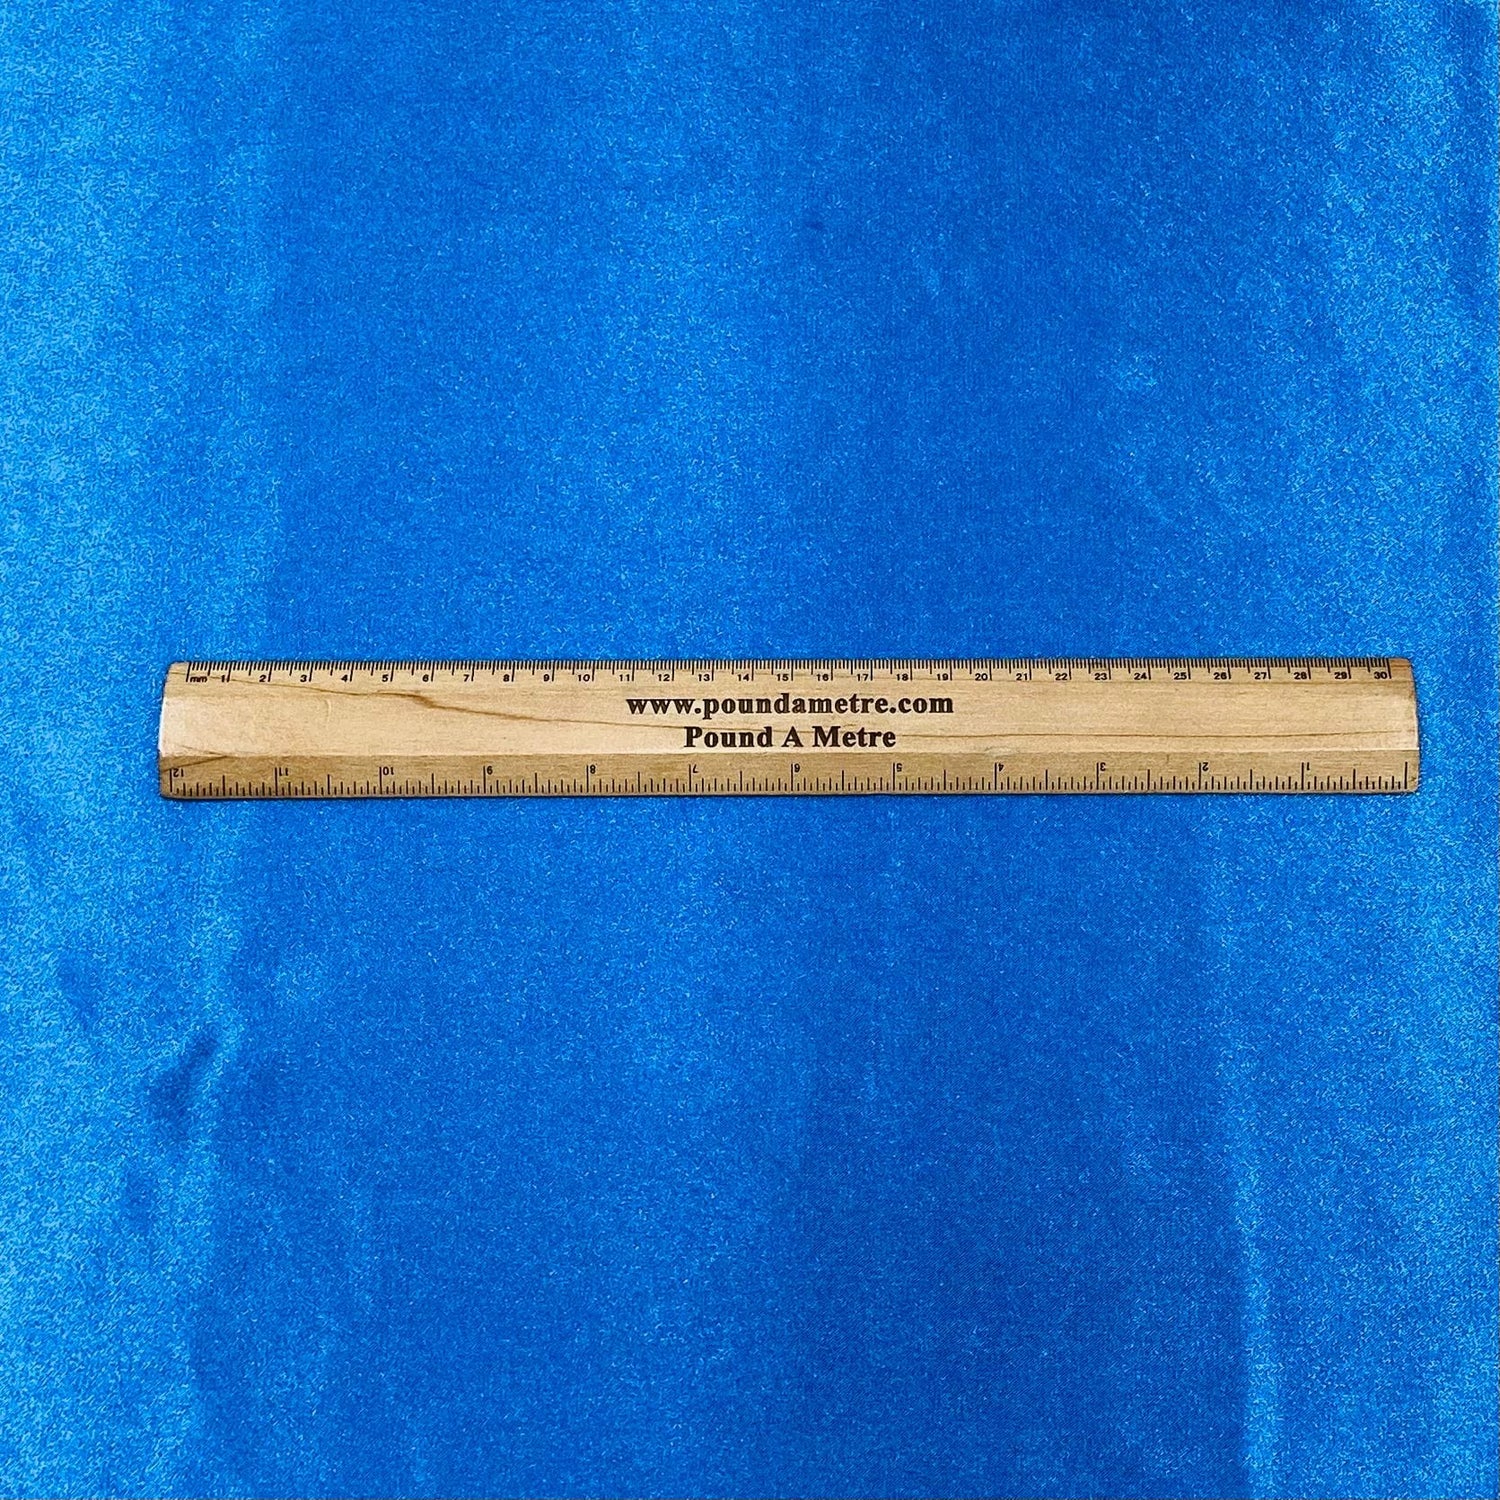 mm 1 2 3 4 5 6 7 8 9 10 11 12 13 14 15 16 17 18 19 20 21 22 23 24 25 26 27 28 29 30
www.poundametre.com
Pound A Metre
12 11 10 9 8 7 6 5 4 3 2 1